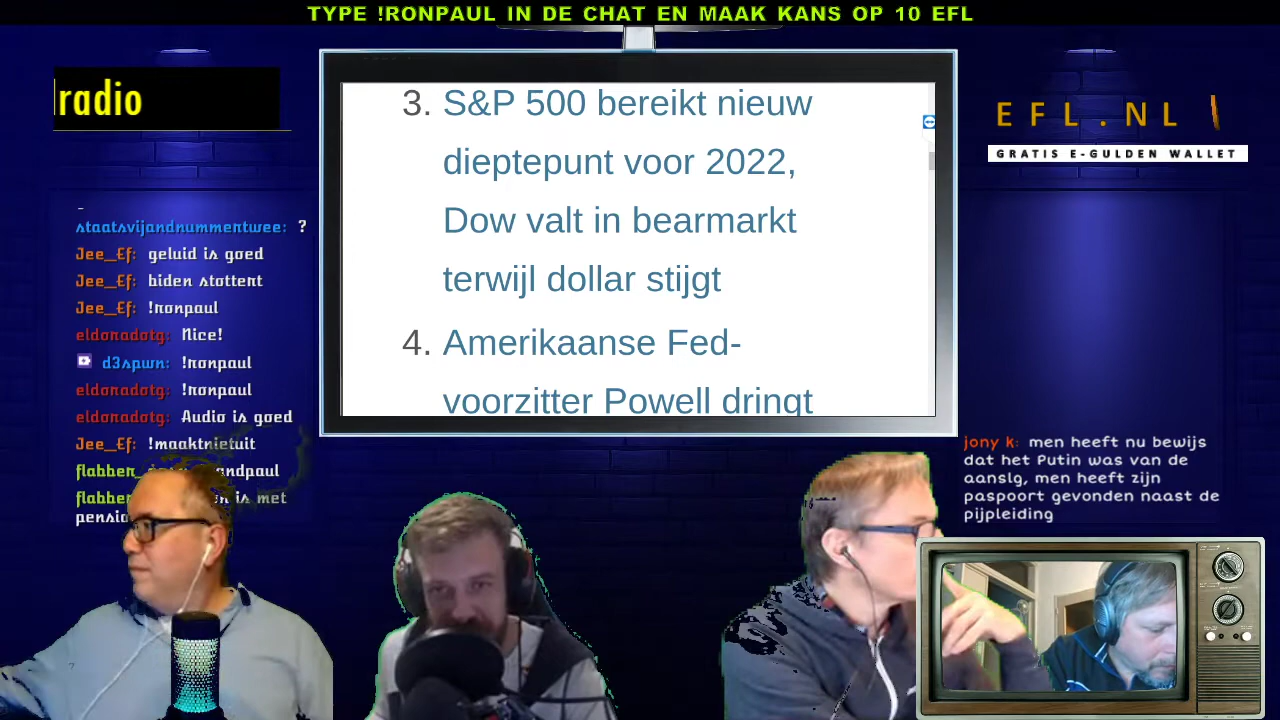 TYPE !RONPAUL IN DE CHAT EN MAAK KANS OP 10 EFL
radio
3. S&P 500 bereikt nieuw
dieptepunt voor 2022,
Dow valt in bearmarkt
terwijl dollar stijgt
4. Amerikaanse Fed-
voorzitter Powell dringt
EFL.NL
GRATIS E-GULDEN WALLET
staatsvijandnummertwee: ?
Jee_Ef: geluid is goed
Jee_Ef: biden stottert
Jee_Ef: !ronpaul
eldoradotg: Nice!
d3spwn: !ronpaul
eldoradotg: !ronpaul
eldoradotg: Audio is goed
Jee_Ef: !maaktnietuit
flabber
flabber is met
jony k: men heeft nu bewijs
dat het Putin was van de
aanslg, men heeft zijn
paspoort gevonden naast de
pijpleiding